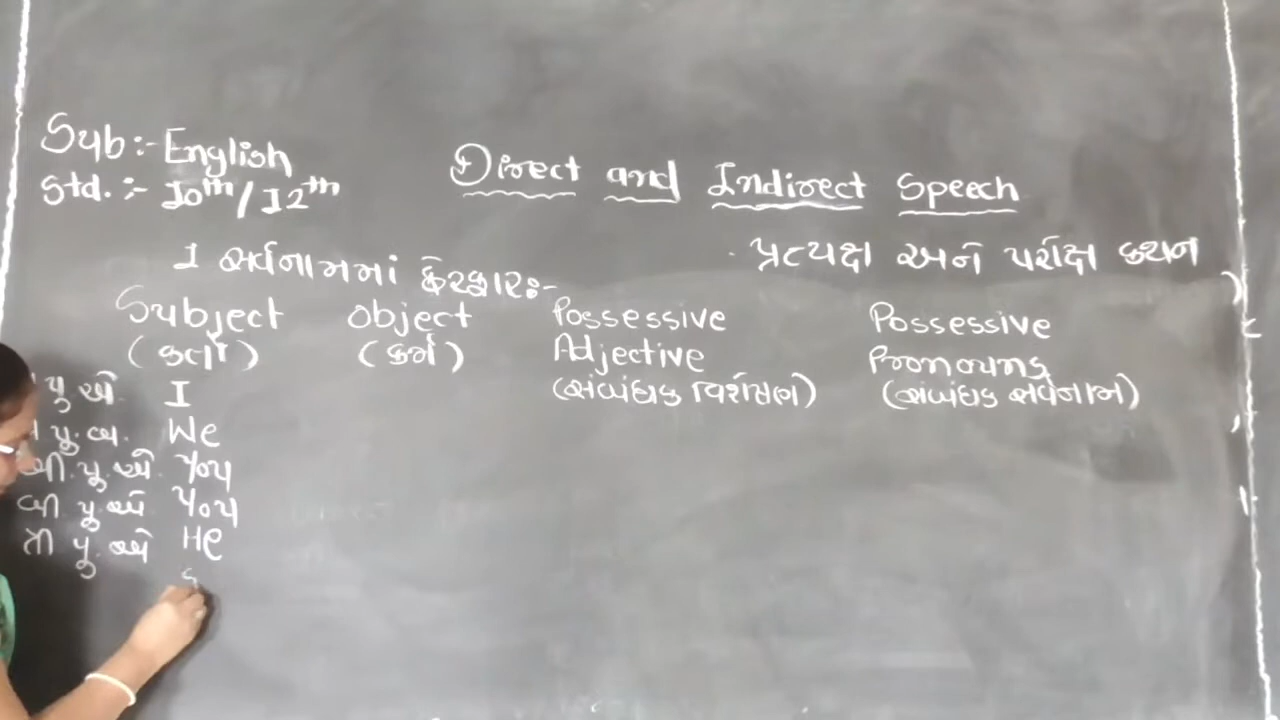 Sub:- English
Std. :- 10th/12th
Direct and Indirect Speech
1 સર્વનામમાં ફેરફાર:-
પ્રત્યક્ષ અને પરોક્ષ કથન
Subject object Possessive Possessive
(કર્તા) (કર્મ) Adjective Pronouns
(સંબંધક વિશેષણ) (સંબંધક સર્વનામ)
પુ એ I
પુ. બ. We
બી. પુ. એ You
બી પુ એ You
ત્રી પુ. એ He
S